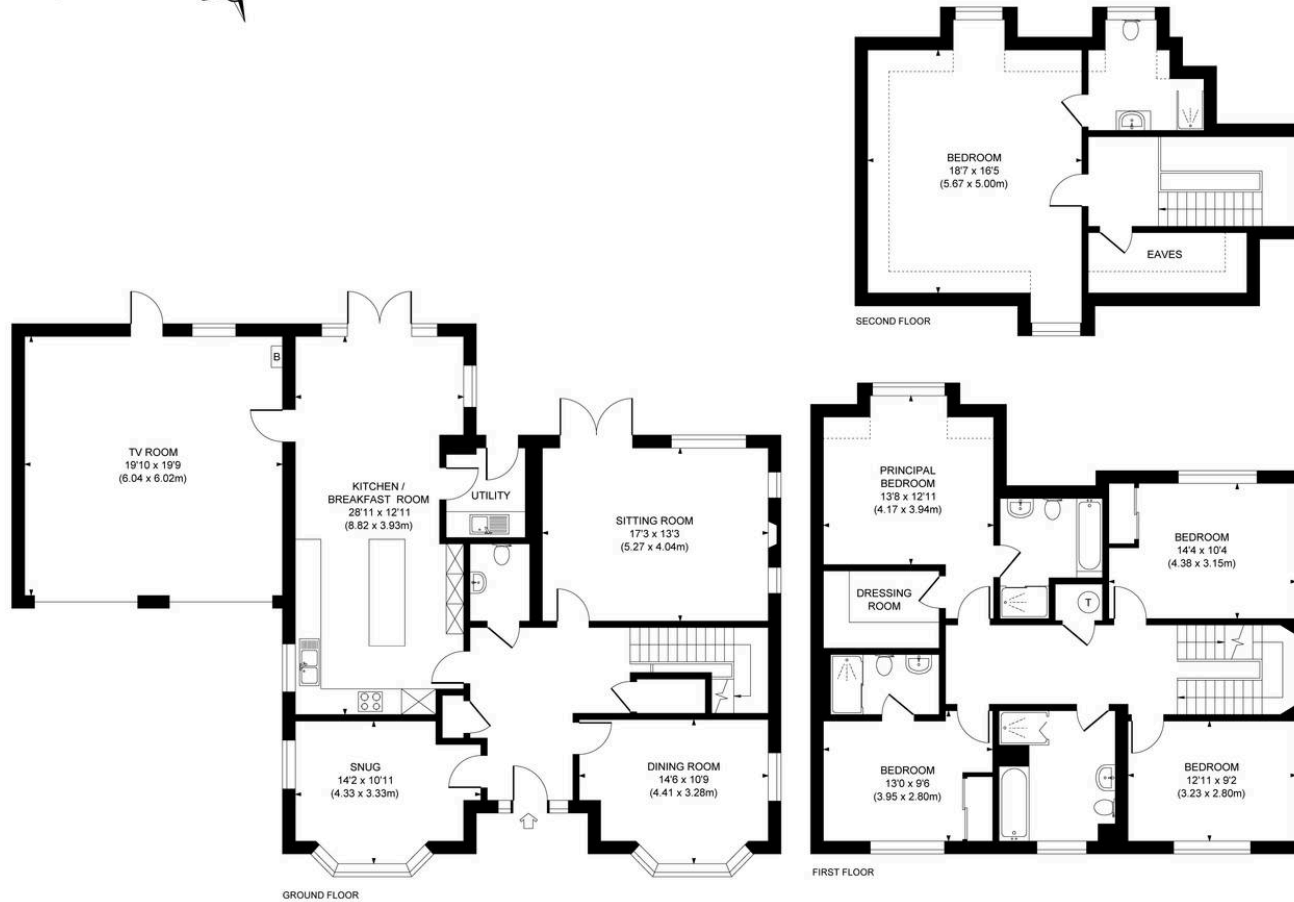 BEDROOM
18'7 x 16'5
(5.67 x 5.00m)
EAVES
SECOND FLOOR
B
TV ROOM
19'10 x 19'9
(6.04 x 6.02m)
KITCHEN /
BREAKFAST ROOM
28'11 x 12'11
(8.82 x 3.93m)
UTILITY
SITTING ROOM
17'3 x 13'3
(5.27 x 4.04m)
SNUG
14'2 x 10'11
(4.33 x 3.33m)
DINING ROOM
14'6 x 10'9
(4.41 x 3.28m)
GROUND FLOOR
PRINCIPAL
BEDROOM
13'8 x 12'11
(4.17 x 3.94m)
DRESSING
ROOM
BEDROOM
14'4 x 10'4
(4.38 x 3.15m)
T
BEDROOM
13'0 x 9'6
(3.95 x 2.80m)
BEDROOM
12'11 x 9'2
(3.23 x 2.80m)
FIRST FLOOR